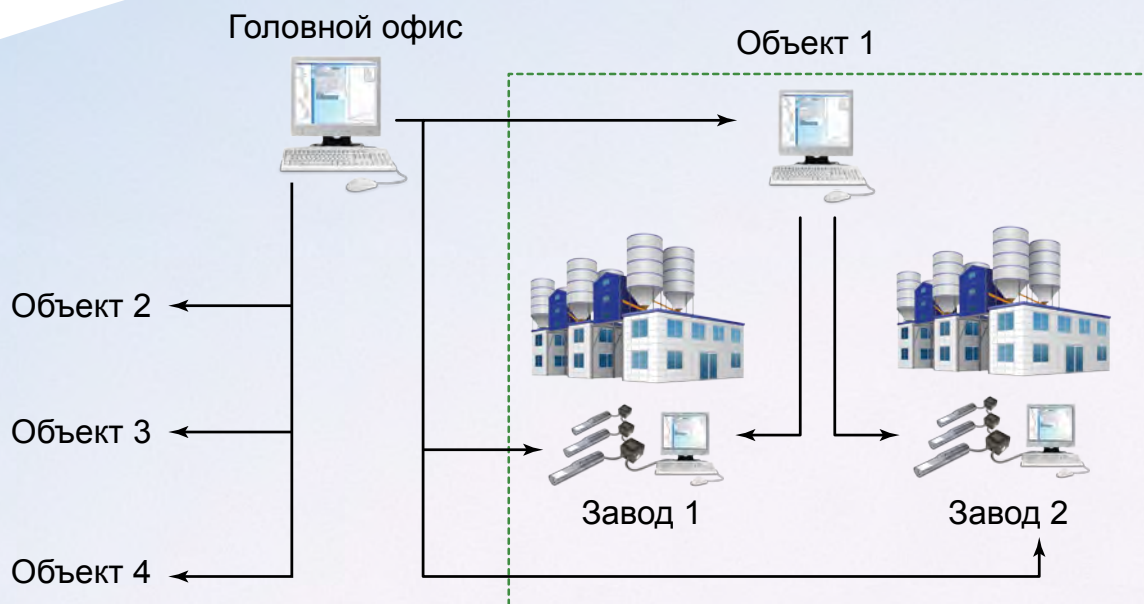 Головной офис
Объект 1
Объект 2
Объект 3
Завод 1
Завод 2
Объект 4